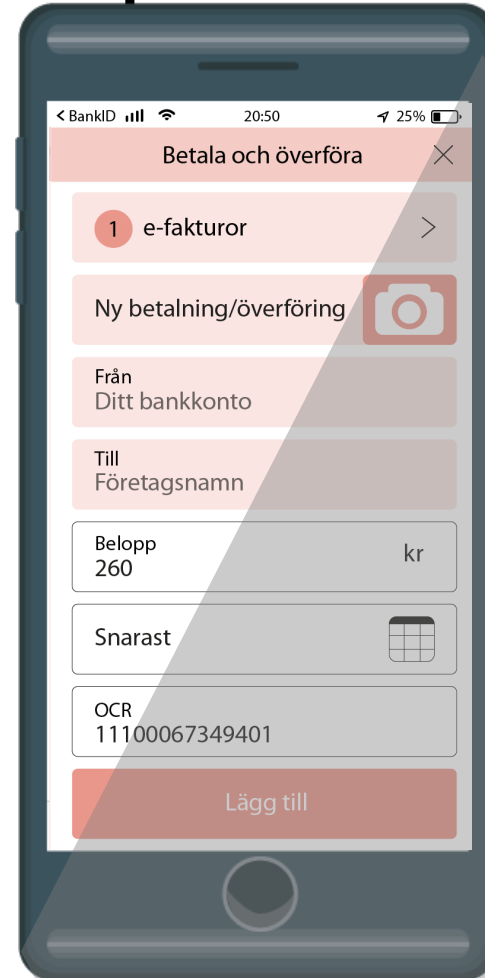 BankID
20:50
25%
Betala och överföra
1 e-fakturor
Ny betalning/överföring
Från
Ditt bankkonto
Till
Företagsnamn
Belopp
260 kr
Snarast
OCR
11100067349401
Lägg till